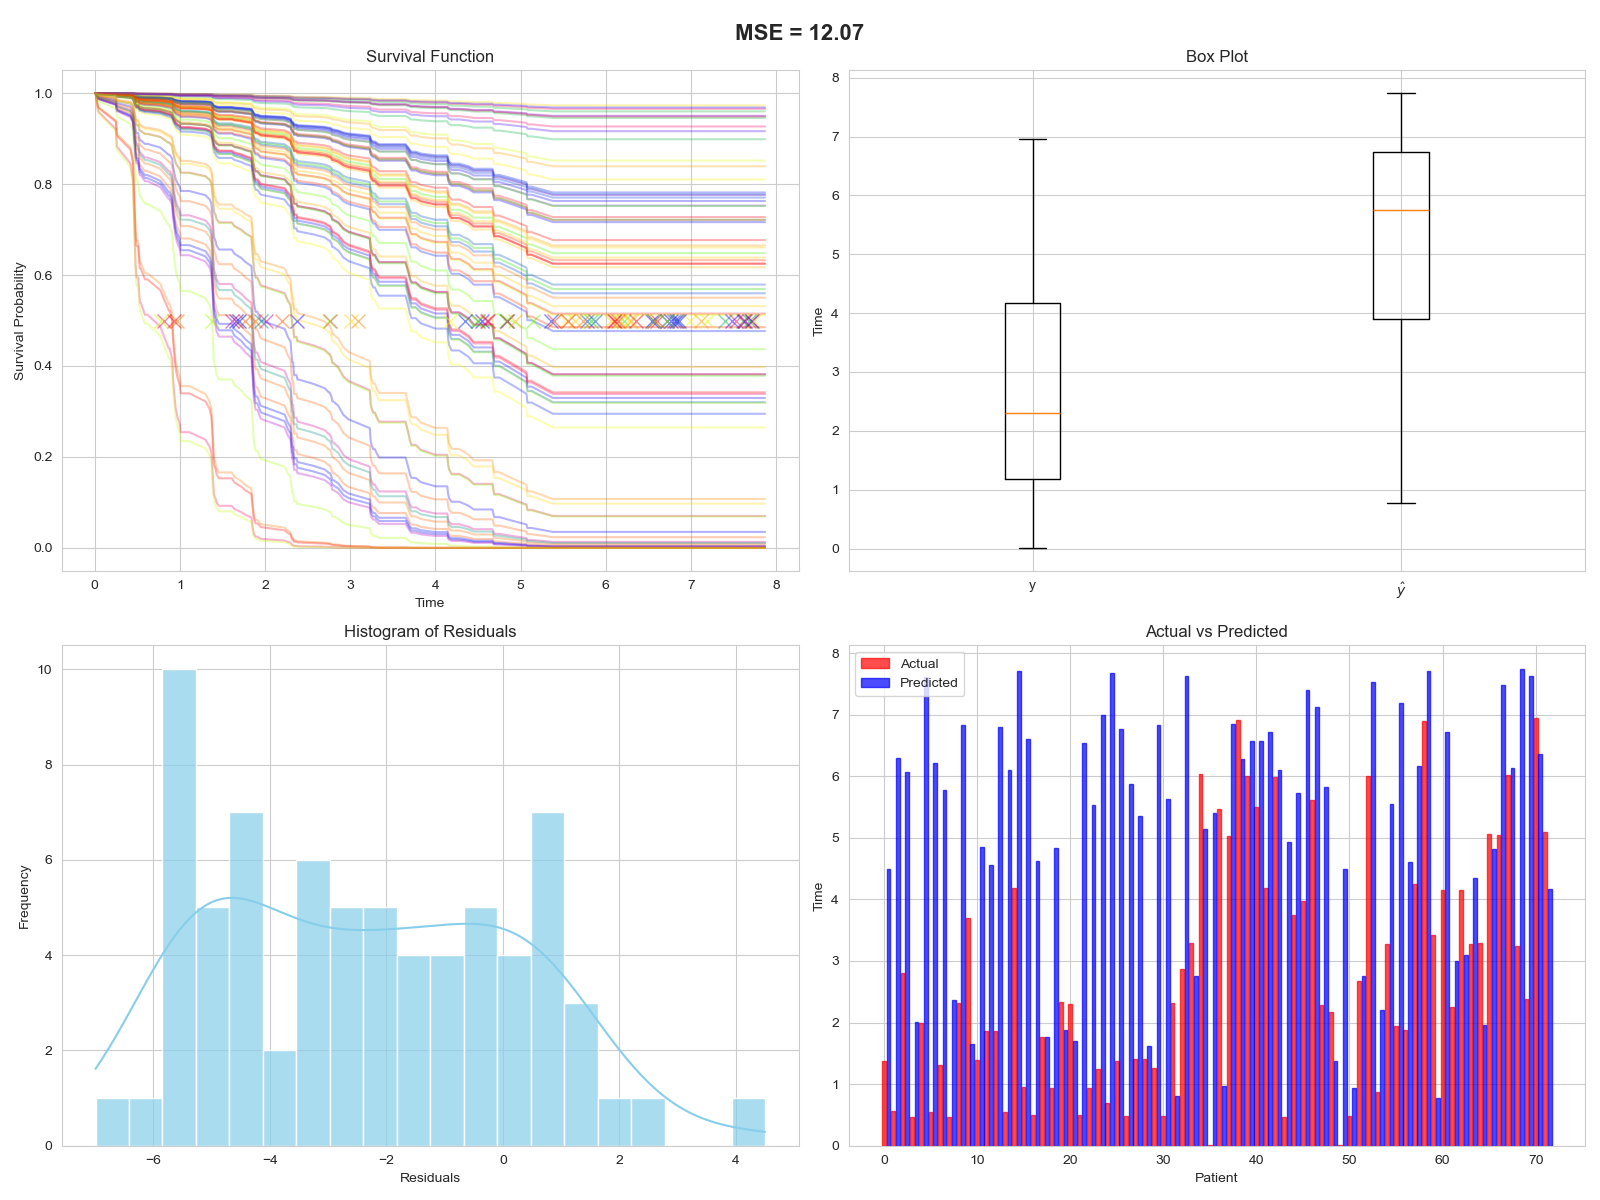 MSE = 12.07
Survival Function
Survival Probability
1.0
0.8
0.6
0.4
0.2
0.0
0 1 2 3 4 5 6 7 8
Time
Box Plot
Time
8
7
6
5
4
3
2
1
0
y ŷ
Histogram of Residuals
Frequency
10
8
6
4
2
0
−6 −4 −2 0 2 4
Residuals
Actual vs Predicted
Actual
Predicted
Time
8
7
6
5
4
3
2
1
0
0 10 20 30 40 50 60 70
Patient